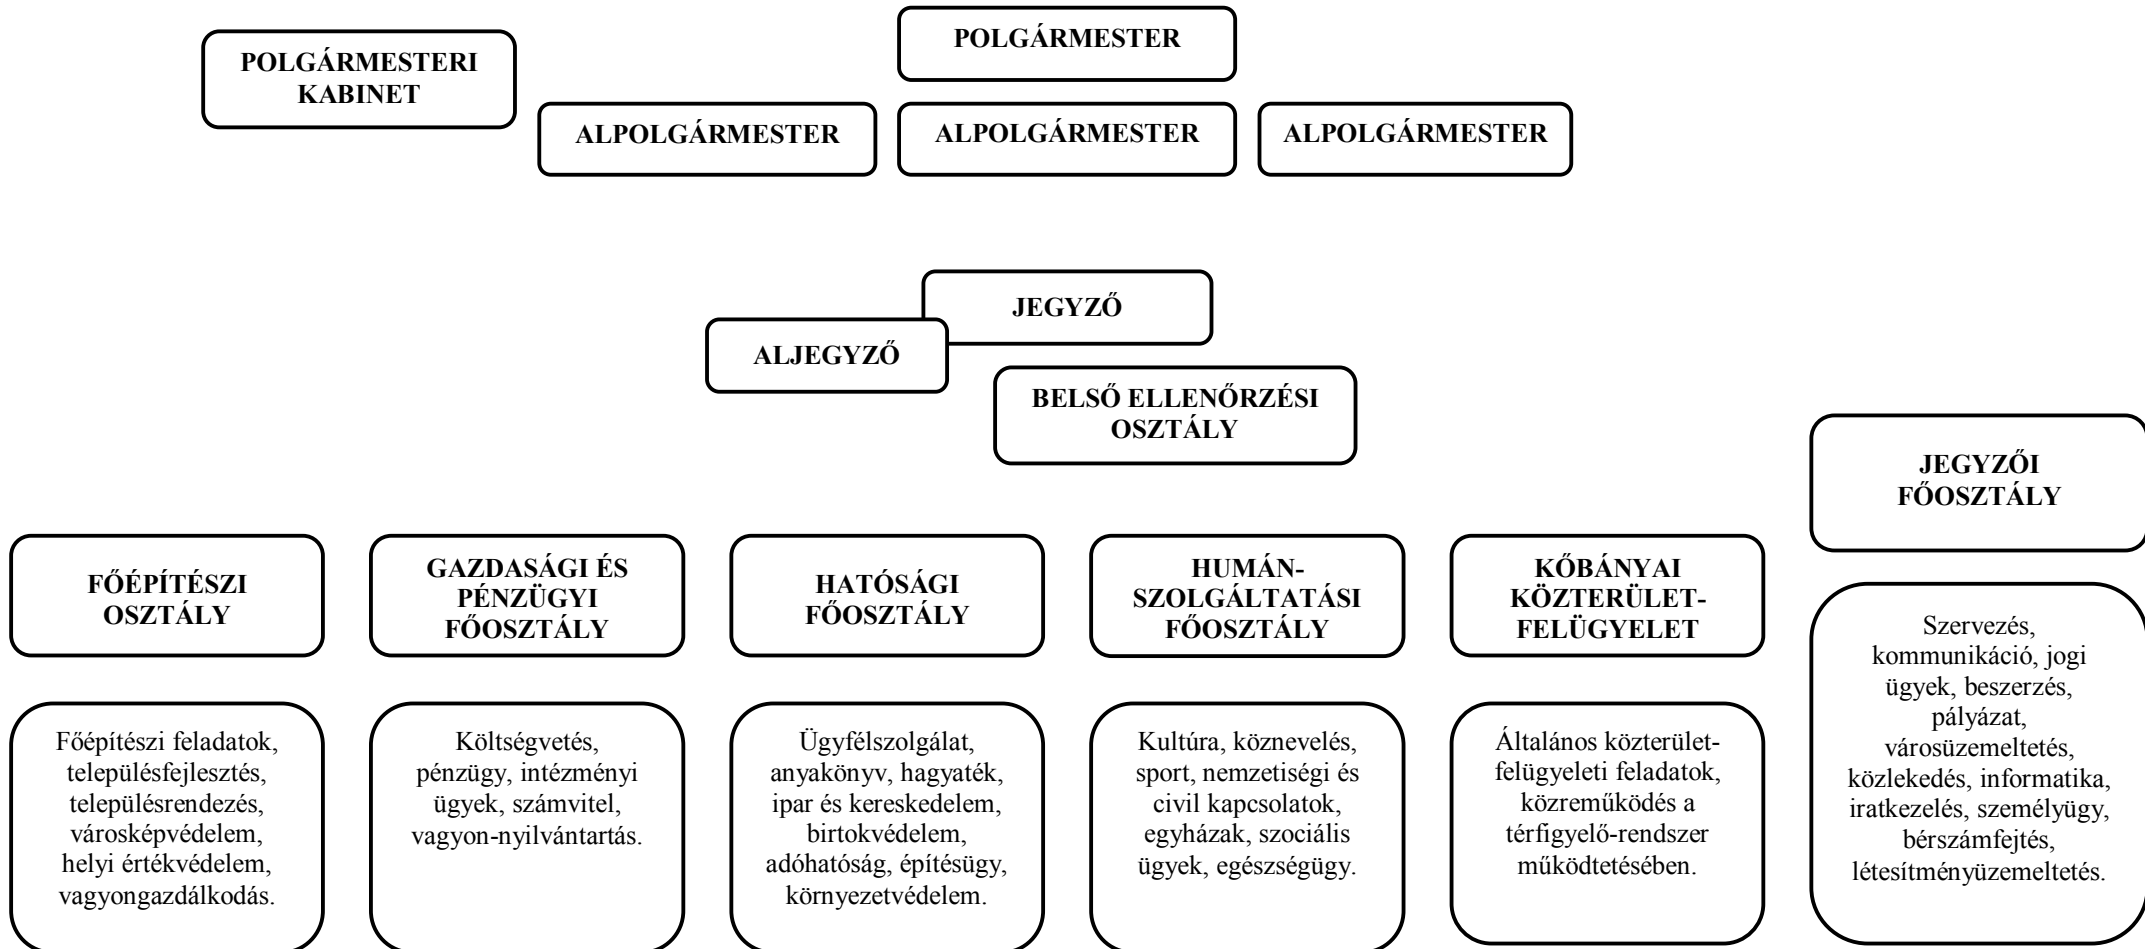 POLGÁRMESTERI
KABINET
POLGÁRMESTER
ALPOLGÁRMESTER
ALPOLGÁRMESTER
ALPOLGÁRMESTER
JEGYZŐ
ALJEGYZŐ
BELSŐ ELLENŐRZÉSI
OSZTÁLY
FŐÉPÍTÉSZI
OSZTÁLY
Főépítészi feladatok,
településfejlesztés,
településrendezés,
városképvédelem,
helyi értékvédelem,
vagyongazdálkodás.
GAZDASÁGI ÉS
PÉNZÜGYI
FŐOSZTÁLY
Költségvetés,
pénzügy, intézményi
ügyek, számvitel,
vagyon-nyilvántartás.
HATÓSÁGI
FŐOSZTÁLY
Ügyfélszolgálat,
anyakönyv, hagyaték,
ipar és kereskedelem,
birtokvédelem,
adóhatóság, építésügy,
környezetvédelem.
HUMÁN-
SZOLGÁLTATÁSI
FŐOSZTÁLY
Kultúra, köznevelés,
sport, nemzetiségi és
civil kapcsolatok,
egyházak, szociális
ügyek, egészségügy.
KŐBÁNYAI
KÖZTERÜLET-
FELÜGYELET
Általános közterület-
felügyeleti feladatok,
közreműködés a
térfigyelő-rendszer
működtetésében.
JEGYZŐI
FŐOSZTÁLY
Szervezés,
kommunikáció, jogi
ügyek, beszerzés,
pályázat,
városüzemeltetés,
közlekedés, informatika,
iratkezelés, személyügy,
bérszámfejtés,
létesítményüzemeltetés.